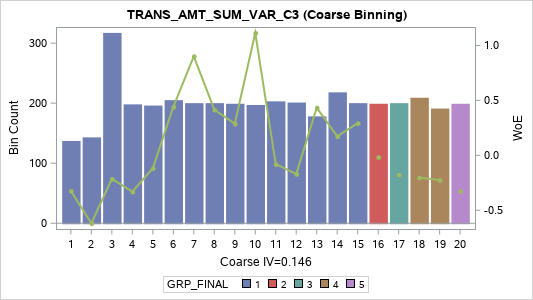 TRANS_AMT_SUM_VAR_C3 (Coarse Binning)
300
200
100
0
Bin Count
1.0
0.5
0.0
-0.5
WoE
1 2 3 4 5 6 7 8 9 10 11 12 13 14 15 16 17 18 19 20
Coarse IV=0.146
GRP_FINAL 1 2 3 4 5